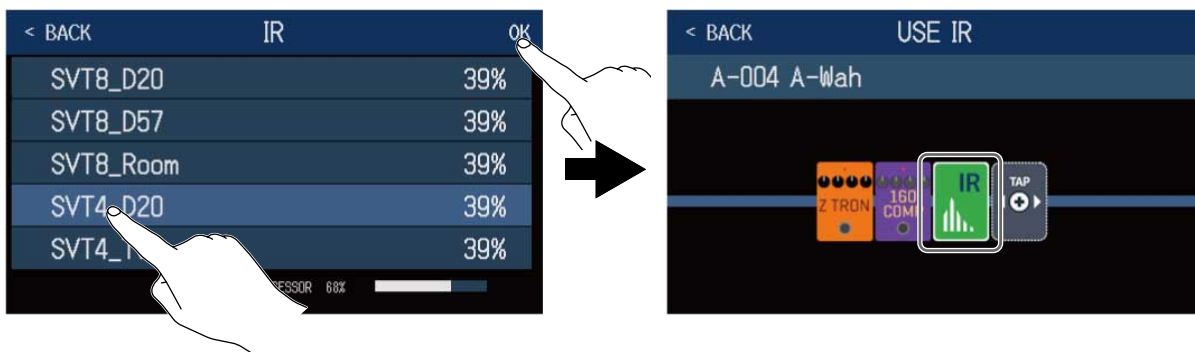 < BACK IR OK
SVT8_D20 39%
SVT8_D57 39%
SVT8_Room 39%
SVT4_D20 39%
39%
68%
< BACK USE IR
A-004 A-Wah
Z TRON
160
COMP
IR
TAP